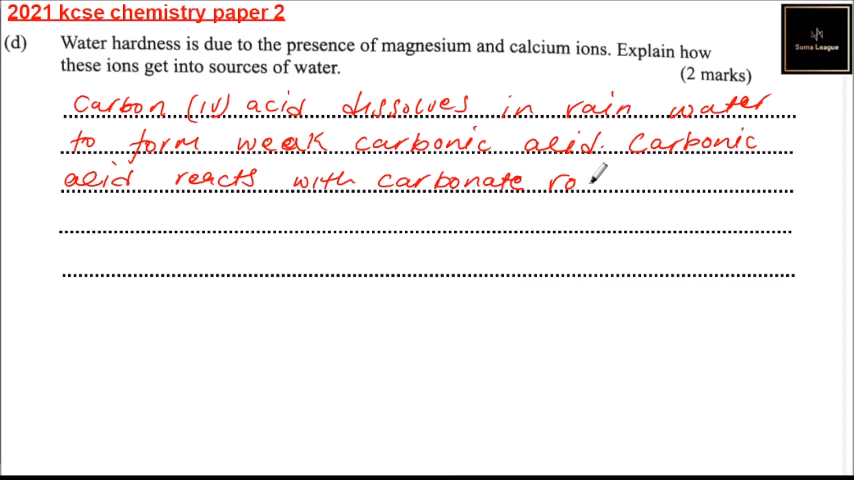 2021 kcse chemistry paper 2
(d) Water hardness is due to the presence of magnesium and calcium ions. Explain how
these ions get into sources of water. (2 marks)
Soma League
Carbon (IV) acid dissolves in rain water
to form weak carbonic acid. Carbonic
acid reacts with carbonate ro